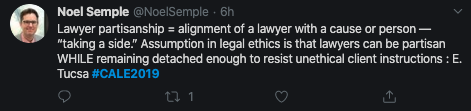 Noel Semple @NoelSemple · 6h
Lawyer partisanship = alignment of a lawyer with a cause or person —
"taking a side.” Assumption in legal ethics is that lawyers can be partisan
WHILE remaining detached enough to resist unethical client instructions : E.
Tucsa #CALE2019
1